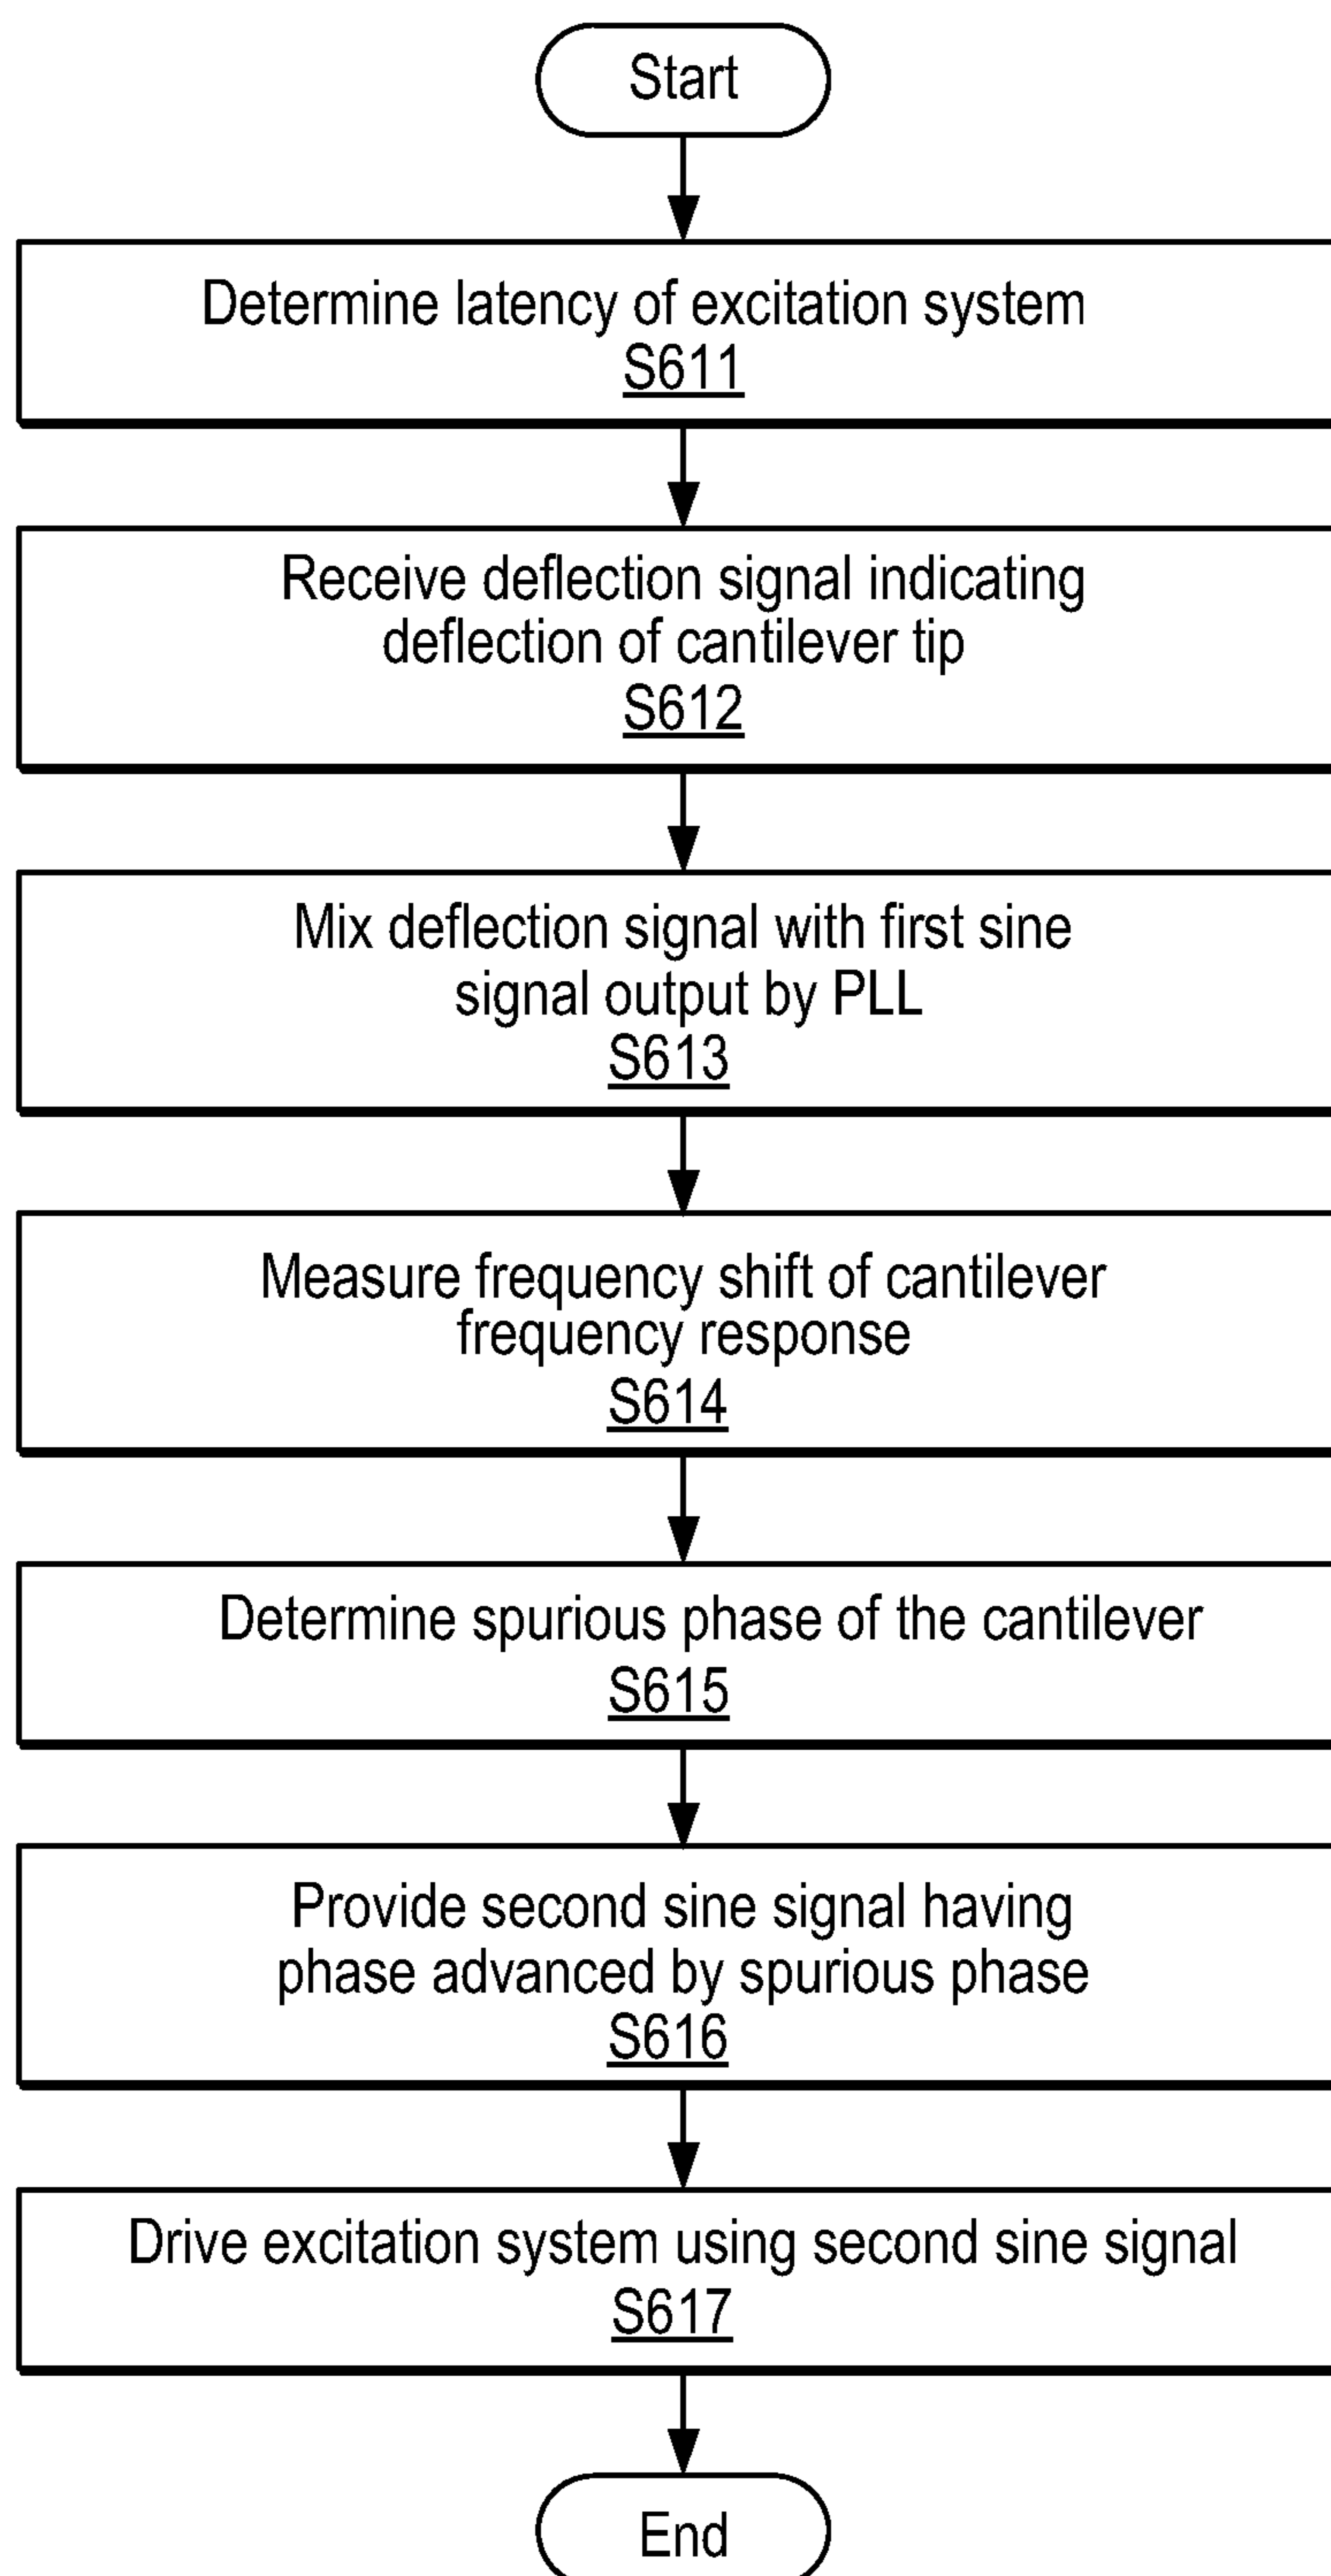 Start
Determine latency of excitation system
S611
Receive deflection signal indicating
deflection of cantilever tip
S612
Mix deflection signal with first sine
signal output by PLL
S613
Measure frequency shift of cantilever
frequency response
S614
Determine spurious phase of the cantilever
S615
Provide second sine signal having
phase advanced by spurious phase
S616
Drive excitation system using second sine signal
S617
End